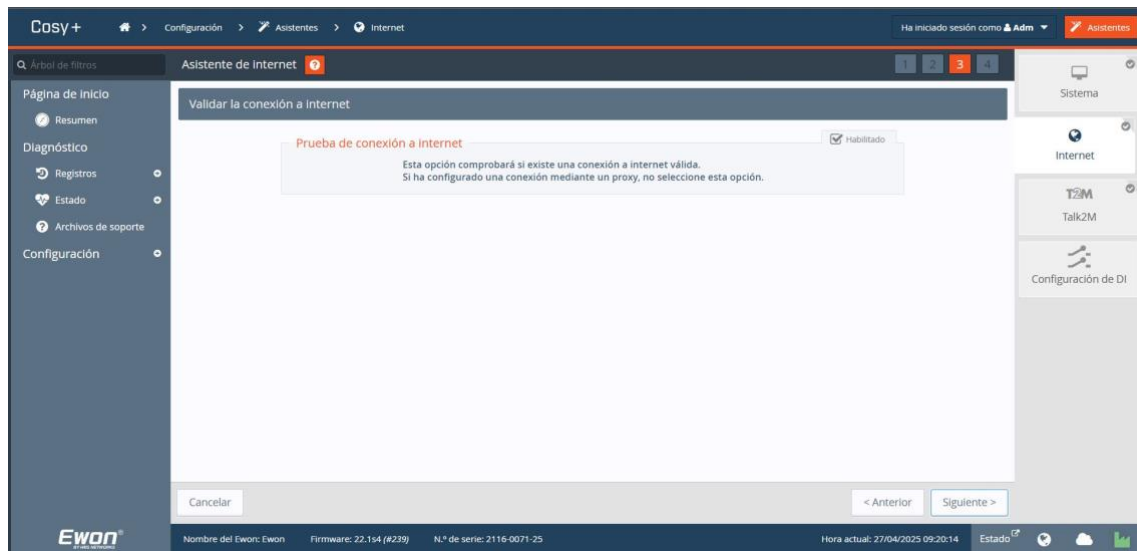 Cosy+
Configuración > Asistentes > Internet
Ha iniciado sesión como Adm
Asistentes
Árbol de filtros
Asistente de Internet
1 2 3 4
Sistema
Internet
T2M
Talk2M
Configuración de DI
Página de inicio
Resumen
Diagnóstico
Registros
Estado
Archivos de soporte
Configuración
Validar la conexión a internet
Prueba de conexión a internet
Habilitado
Esta opción comprobará si existe una conexión a internet válida.
Si ha configurado una conexión mediante un proxy, no seleccione esta opción.
Cancelar
< Anterior
Siguiente >
Ewon®
BY HMS NETWORKS
Nombre del Ewon: Ewon
Firmware: 22.1s4 (#239)
N.º de serie: 2116-0071-25
Hora actual: 27/04/2025 09:20:14
Estado